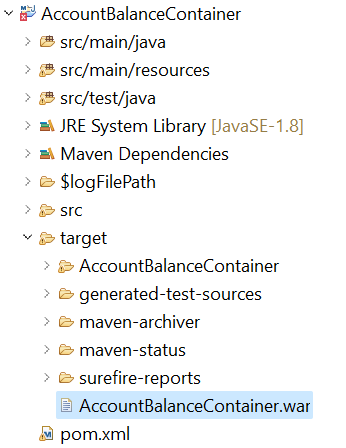 AccountBalanceContainer
src/main/java
src/main/resources
src/test/java
JRE System Library [JavaSE-1.8]
Maven Dependencies
$logFilePath
src
target
AccountBalanceContainer
generated-test-sources
maven-archiver
maven-status
surefire-reports
AccountBalanceContainer.war
pom.xml